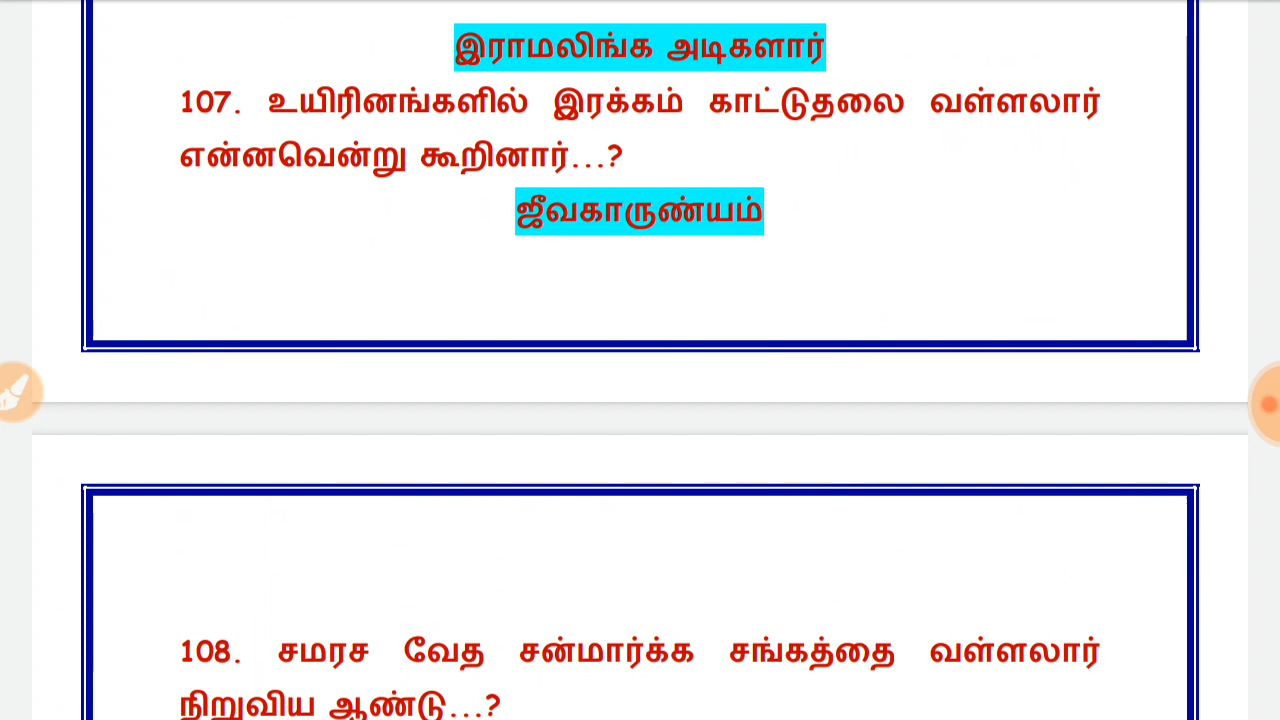 இராமலிங்க அடிகளார்
107. உயிரினங்களில் இரக்கம் காட்டுதலை வள்ளலார்
என்னவென்று கூறினார்...?
ஜீவகாருண்யம்
108. சமரச வேத சன்மார்க்க சங்கத்தை வள்ளலார்
நிறுவிய ஆண்டு...?